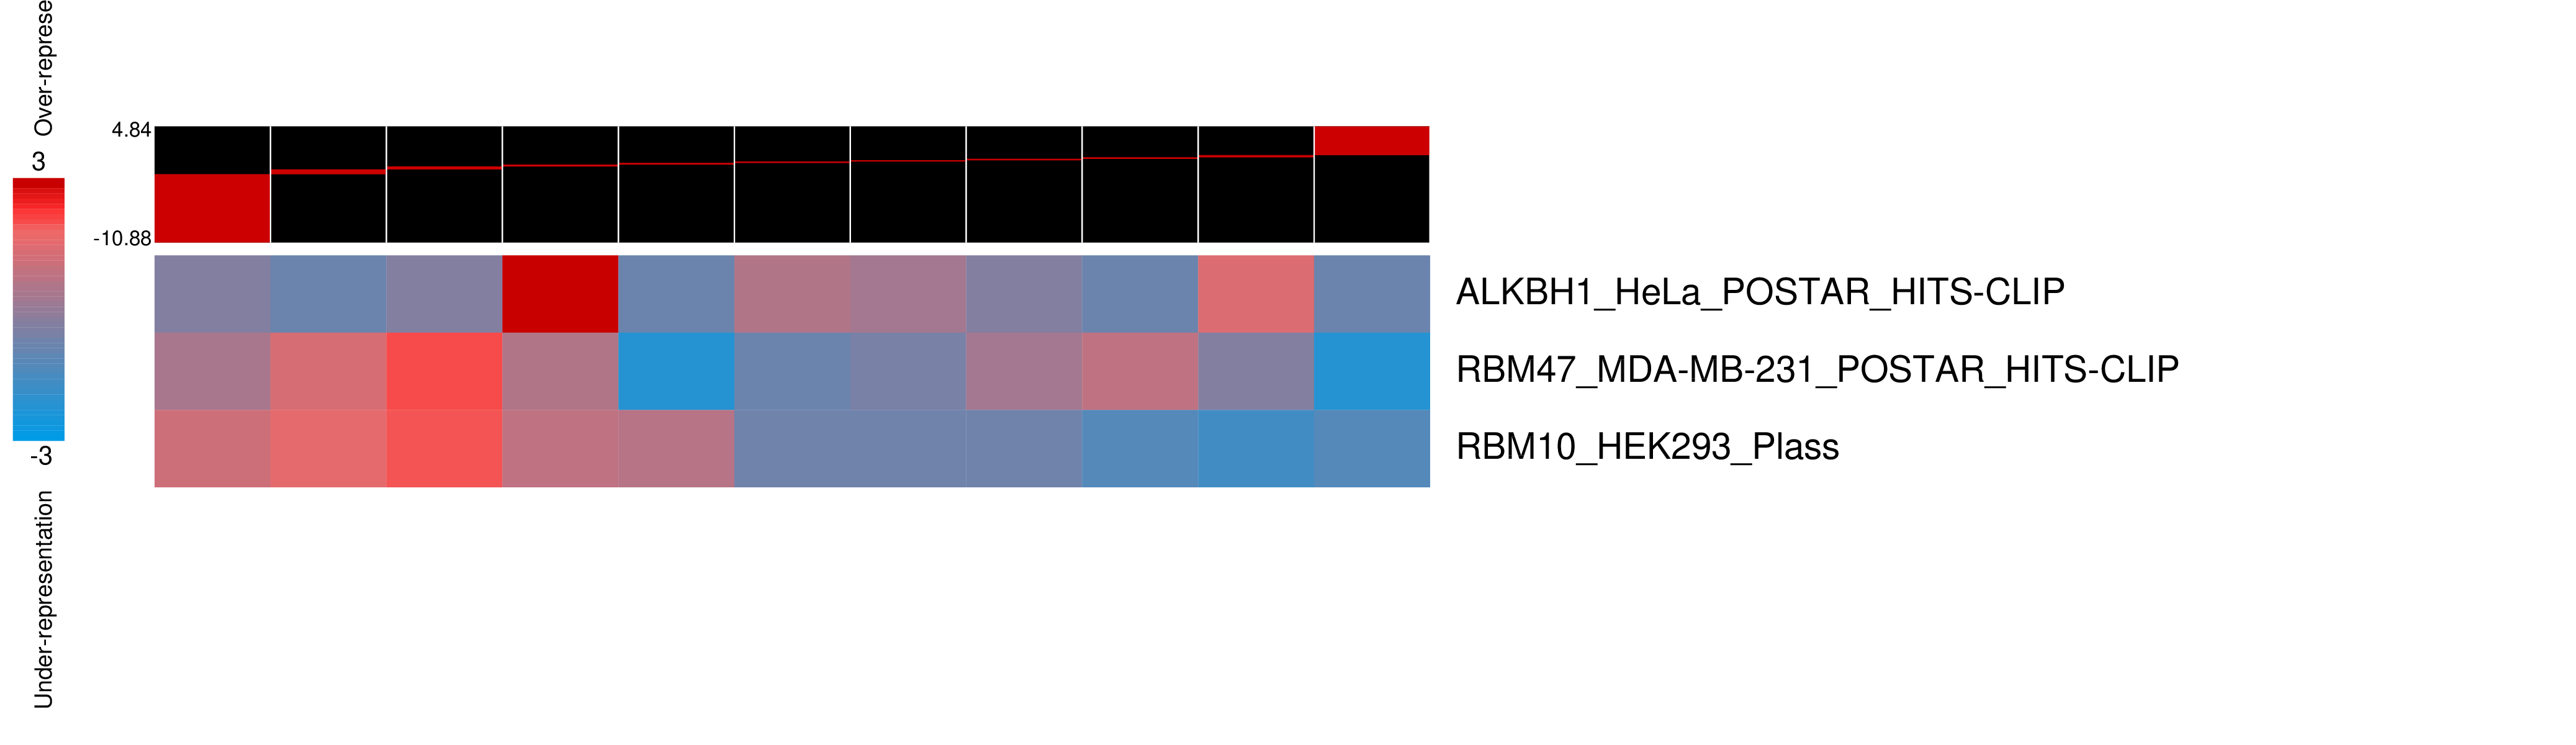 Over-represe
4.84
3
-10.88
ALKBH1_HeLa_POSTAR_HITS-CLIP
RBM47_MDA-MB-231_POSTAR_HITS-CLIP
RBM10_HEK293_Plass
-3
Under-representation